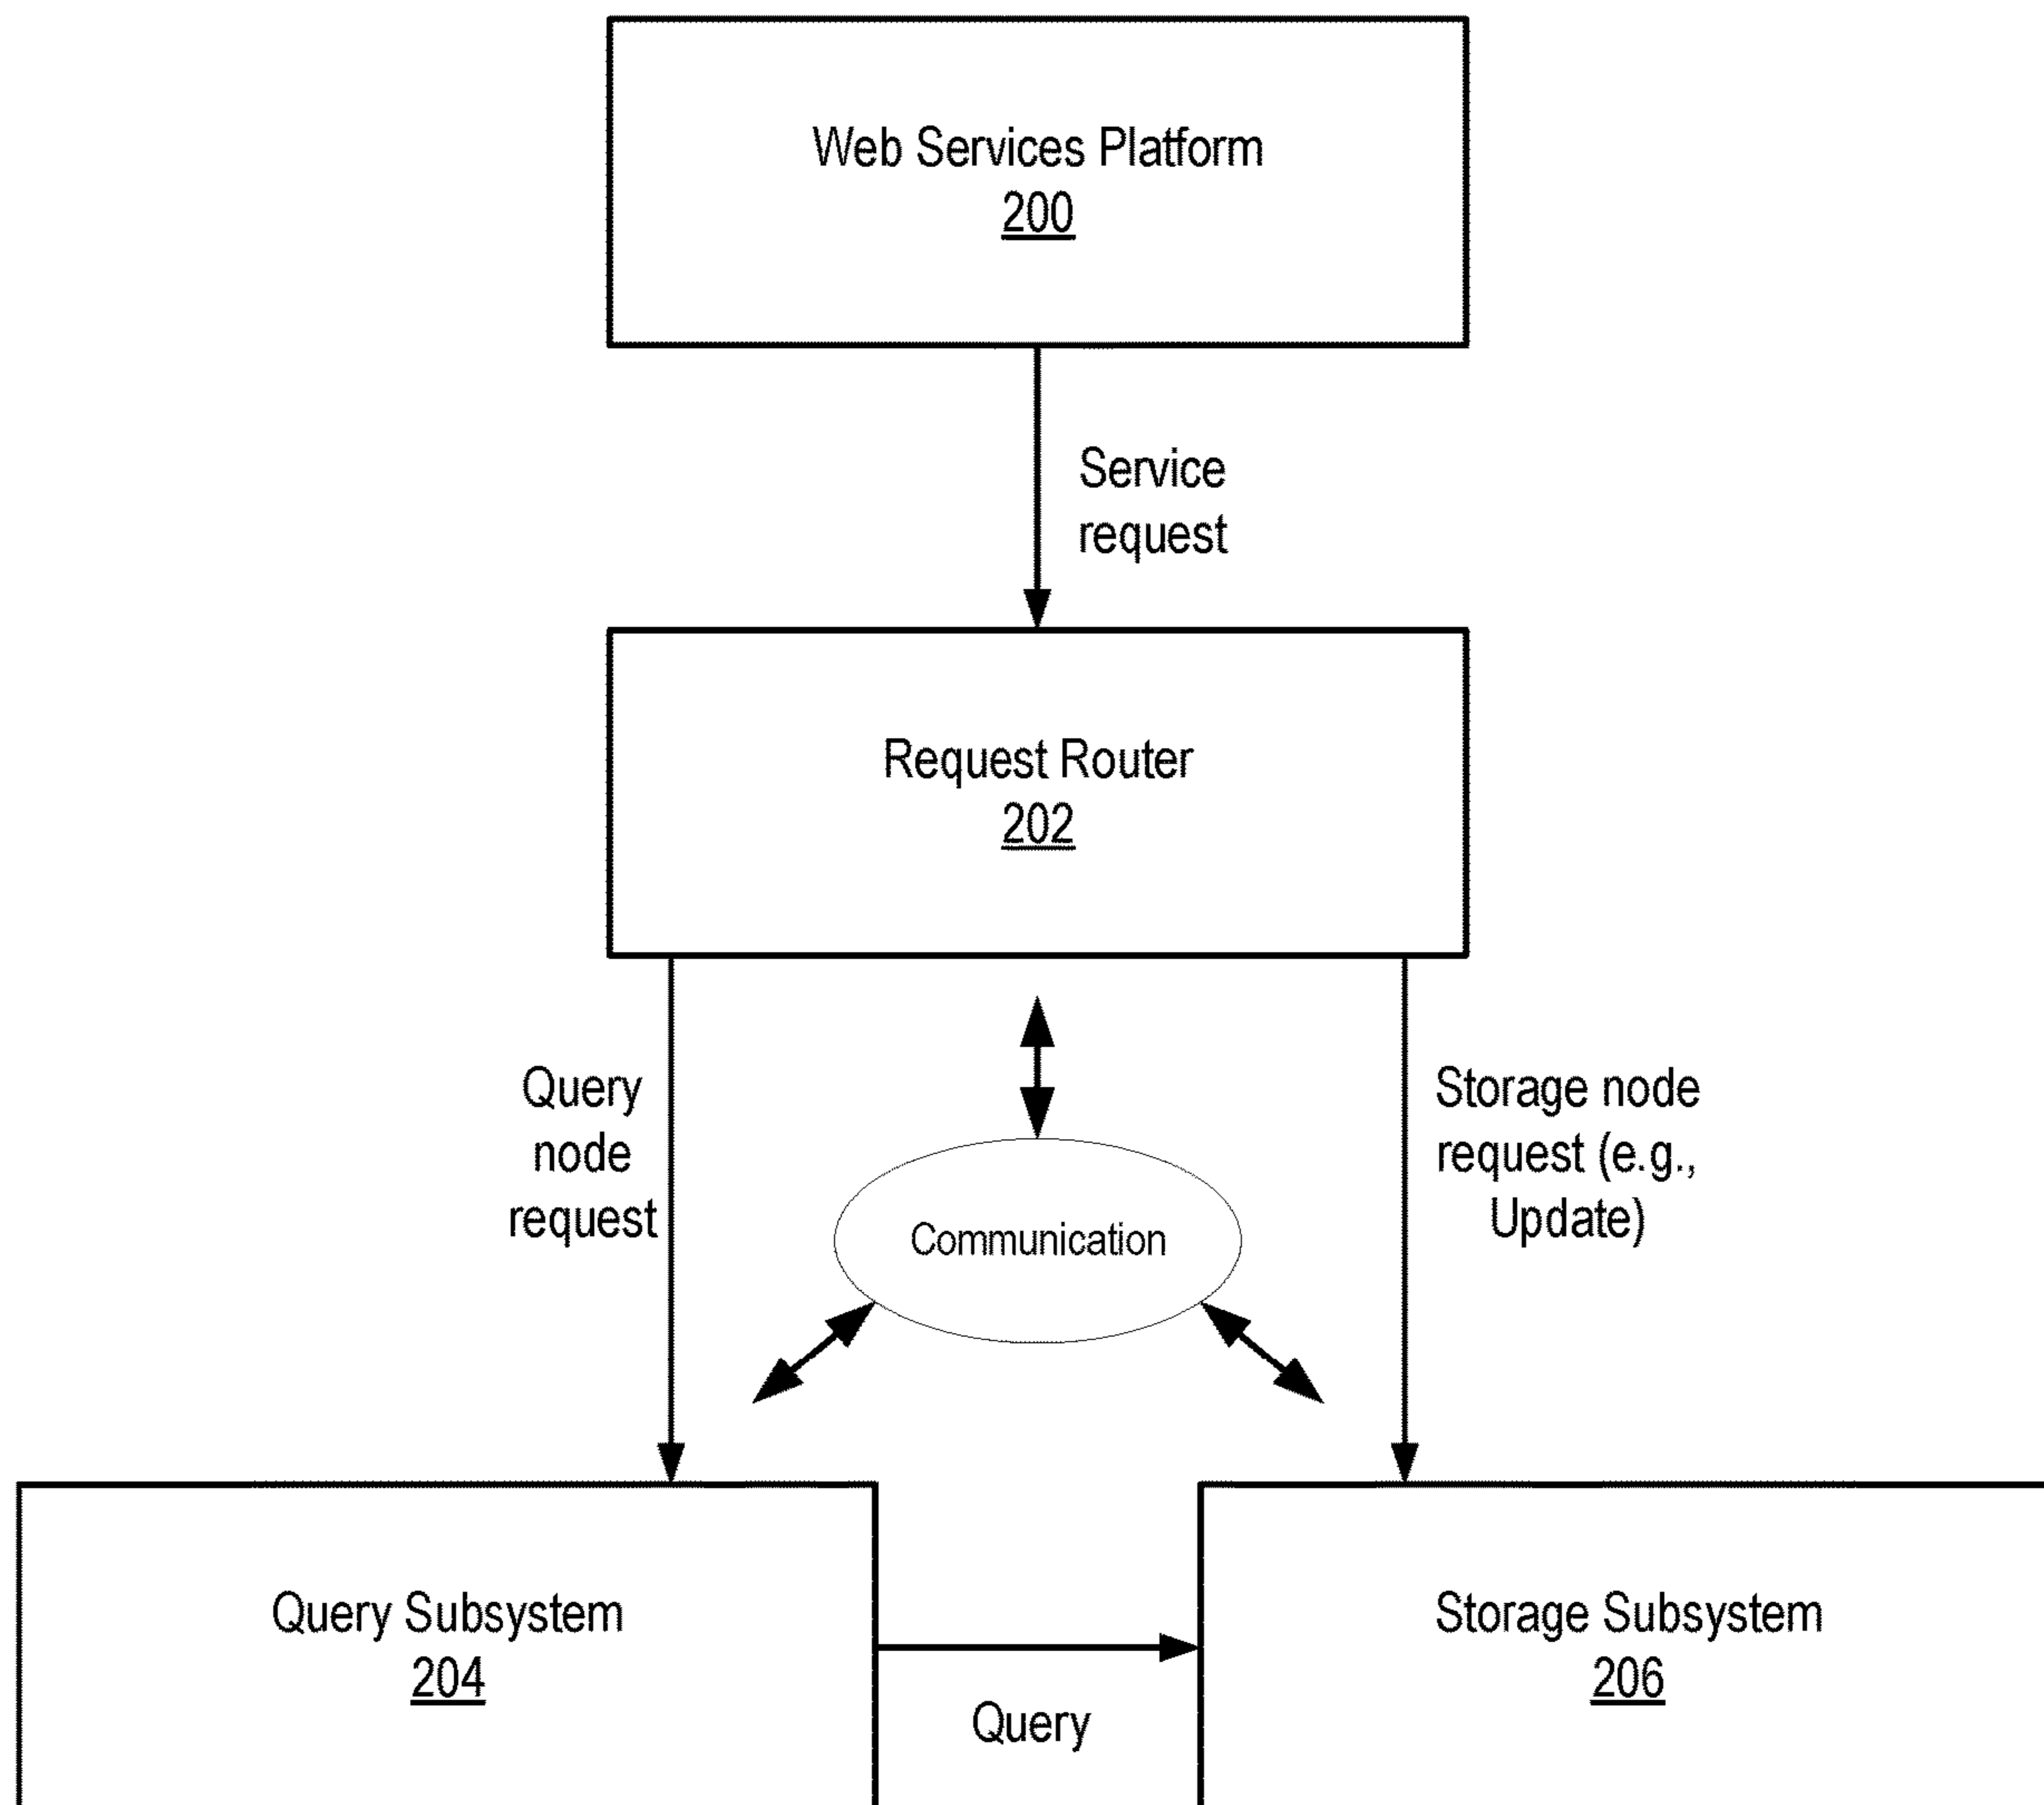 Web Services Platform
200
Service
request
Request Router
202
Query
node
request
Communication
Storage node
request (e.g.,
Update)
Query Subsystem
204
Query
Storage Subsystem
206